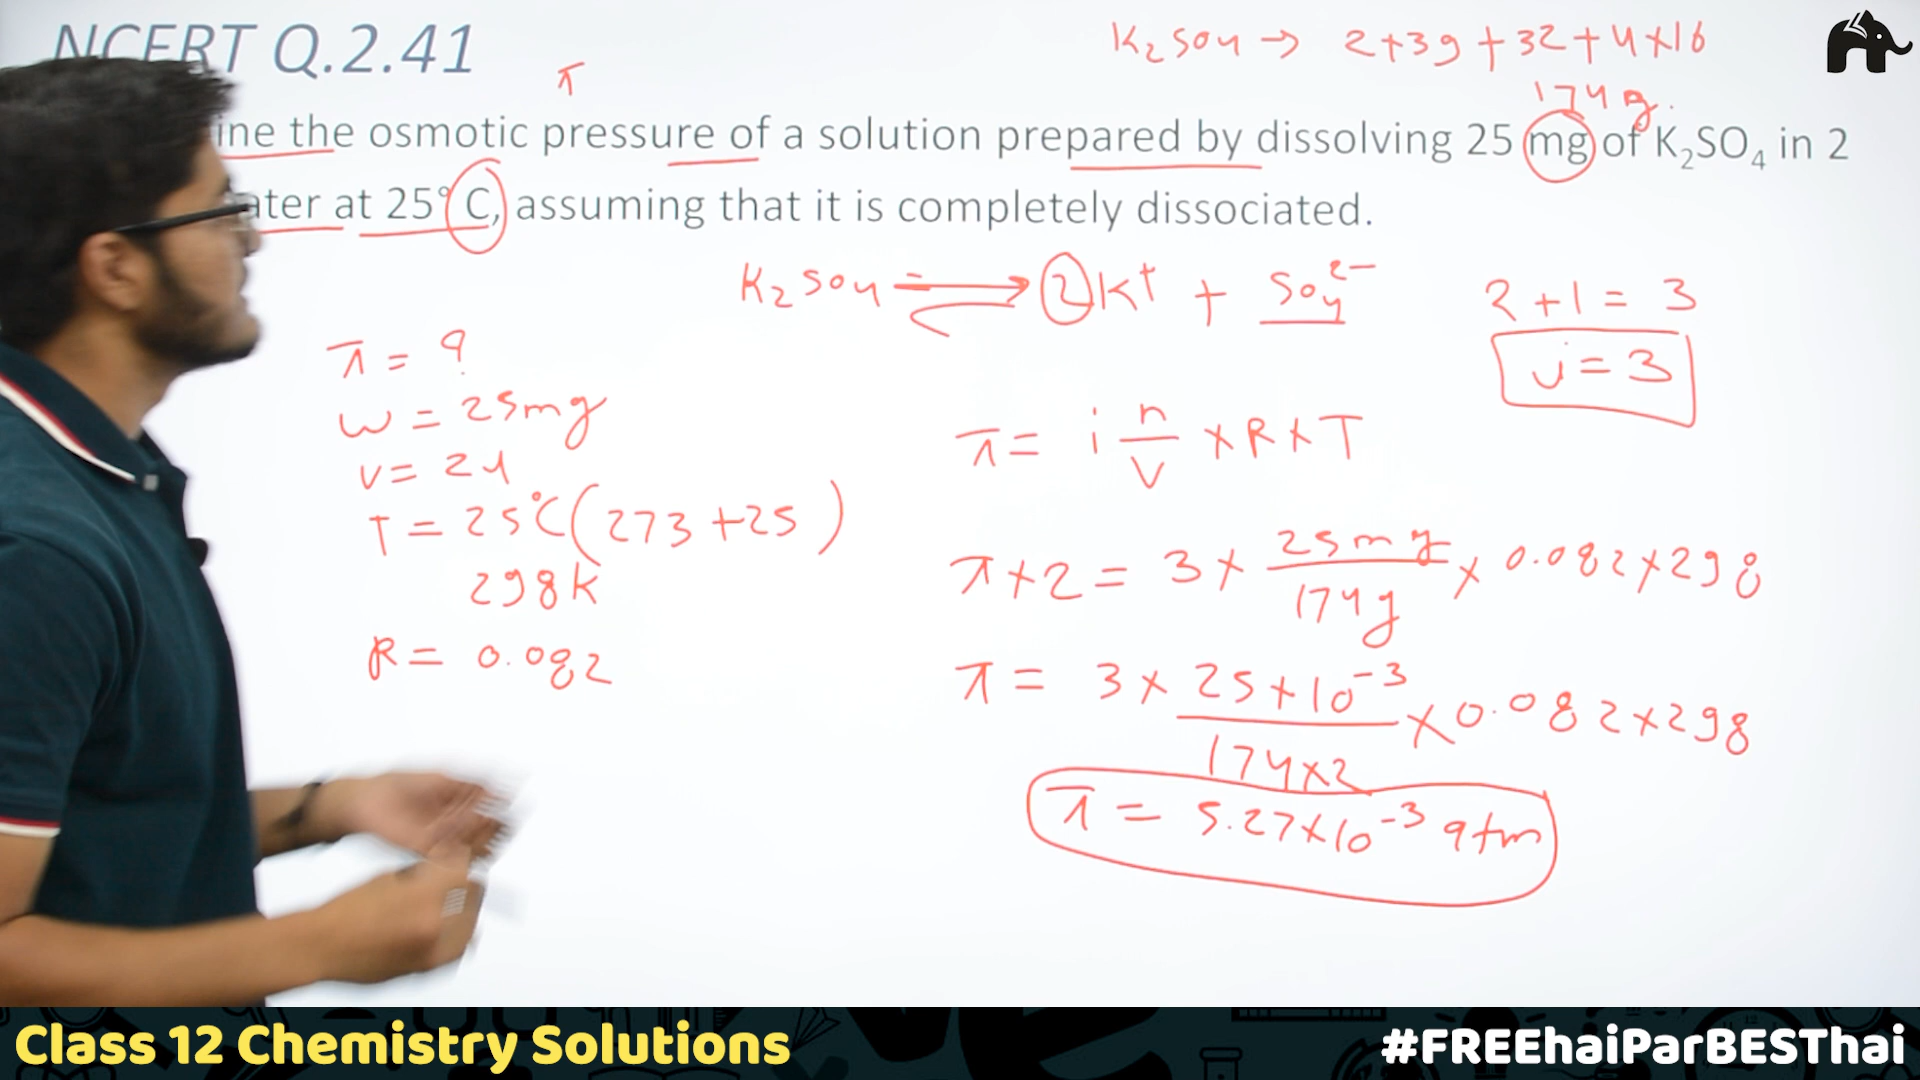 NCERT Q.2.41
K₂SO₄ → 2+39+32+4×16
174g.
π
ine the osmotic pressure of a solution prepared by dissolving 25 mg of K₂SO₄ in 2
ater at 25° C, assuming that it is completely dissociated.
K₂SO₄ ⇌ 2K⁺ + SO₄²⁻
2+1=3
i=3
π = ?
w = 25mg
v = 2l
T = 25°C (273+25)
298K
R = 0.082
π = i n/V × R × T
π×2 = 3 × 25mg/174g × 0.082×298
π = 3 × 25×10⁻³/174×2 × 0.082×298
π = 5.27×10⁻³ atm
Class 12 Chemistry Solutions
#FREEhaiParBESThai